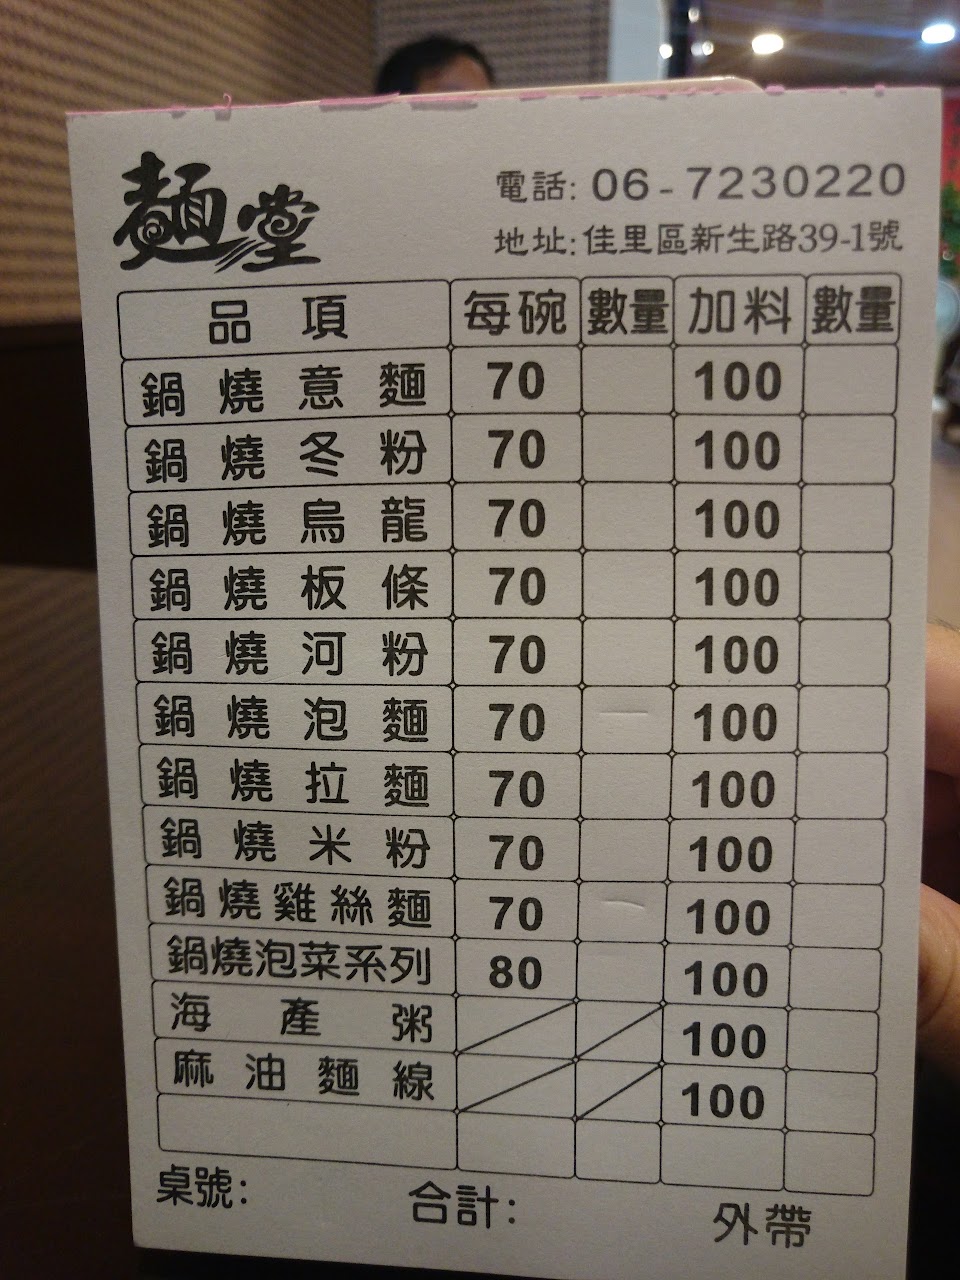 麵堂
電話: 06-7230220
地址:佳里區新生路39-1號
品項 每碗 數量 加料 數量
鍋燒意麵 70 100
鍋燒冬粉 70 100
鍋燒烏龍 70 100
鍋燒板條 70 100
鍋燒河粉 70 100
鍋燒泡麵 70 100
鍋燒拉麵 70 100
鍋燒米粉 70 100
鍋燒雞絲麵 70 100
鍋燒泡菜系列 80 100
海產粥 100
麻油麵線 100
桌號: 合計: 外帶